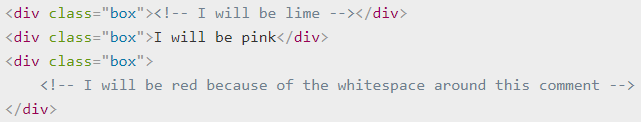 <div class="box"><!-- I will be lime --></div>
<div class="box">I will be pink</div>
<div class="box">
    <!-- I will be red because of the whitespace around this comment -->
</div>